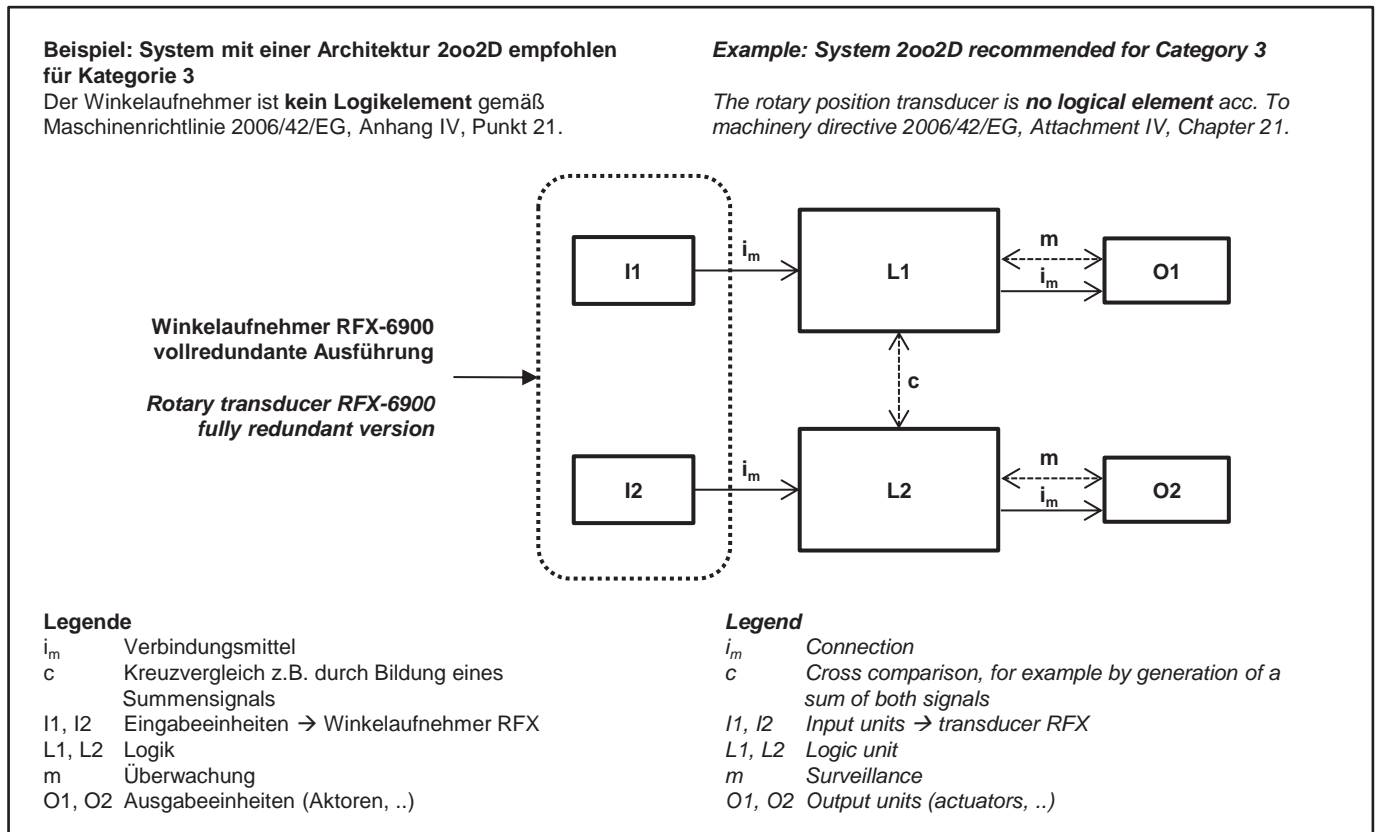 Beispiel: System mit einer Architektur 2oo2D empfohlen
für Kategorie 3
Der Winkelaufnehmer ist kein Logikelement gemäß
Maschinenrichtlinie 2006/42/EG, Anhang IV, Punkt 21.
Example: System 2oo2D recommended for Category 3
The rotary position transducer is no logical element acc. To
machinery directive 2006/42/EG, Attachment IV, Chapter 21.
Winkelaufnehmer RFX-6900
vollredundante Ausführung
Rotary transducer RFX-6900
fully redundant version
I1
im
L1
m
im
O1
c
I2
im
L2
m
im
O2
Legende
im Verbindungsmittel
c Kreuzvergleich z.B. durch Bildung eines
Summensignals
I1, I2 Eingabeeinheiten → Winkelaufnehmer RFX
L1, L2 Logik
m Überwachung
O1, O2 Ausgabeeinheiten (Aktoren, ..)
Legend
im Connection
c Cross comparison, for example by generation of a
sum of both signals
I1, I2 Input units → transducer RFX
L1, L2 Logic unit
m Surveillance
O1, O2 Output units (actuators, ..)